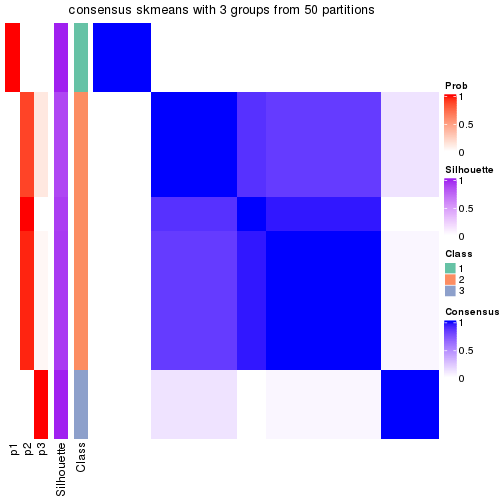 consensus skmeans with 3 groups from 50 partitions
Prob
1
0.5
0
Silhouette
1
0.5
0
Class
1
2
3
Consensus
1
0.5
0
p1
p2
p3
Silhouette
Class